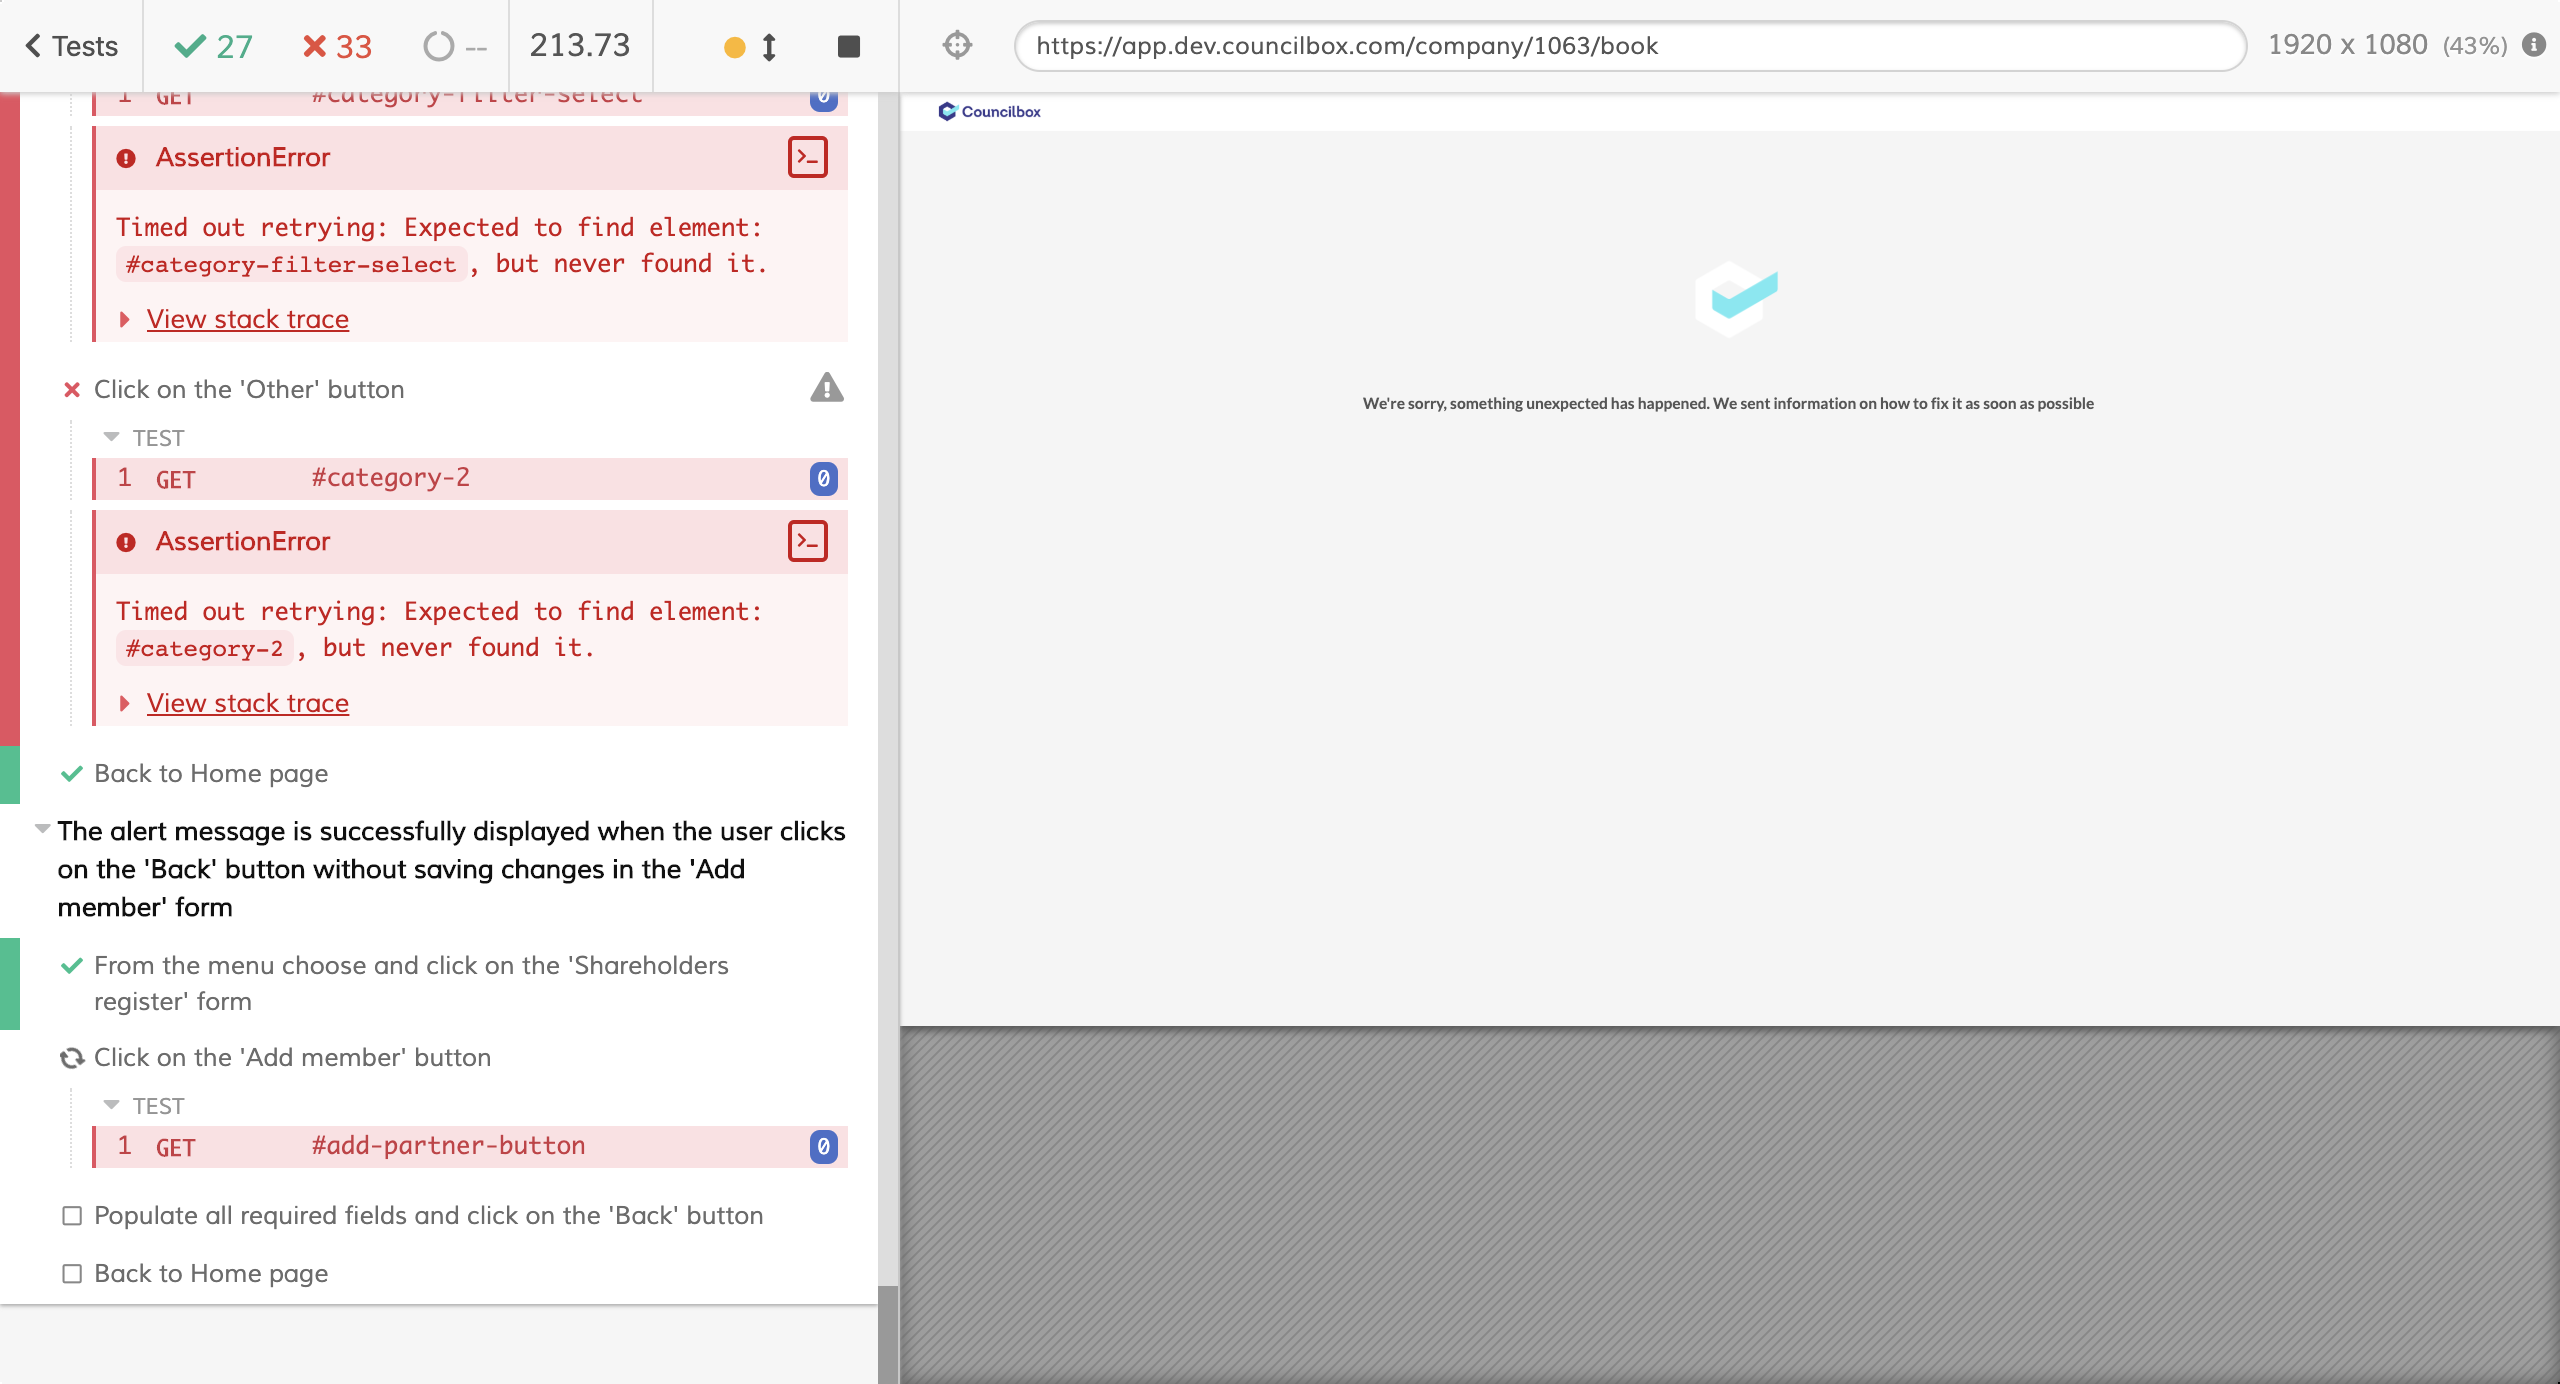 Tests
27
33
--
213.73
https://app.dev.councilbox.com/company/1063/book
1920 x 1080 (43%)
1 GET #category-filter-select 0
AssertionError
>_
Timed out retrying: Expected to find element:
#category-filter-select, but never found it.
View stack trace
Click on the 'Other' button
TEST
1 GET #category-2 0
AssertionError
>_
Timed out retrying: Expected to find element:
#category-2, but never found it.
View stack trace
Back to Home page
The alert message is successfully displayed when the user clicks
on the 'Back' button without saving changes in the 'Add
member' form
From the menu choose and click on the 'Shareholders
register' form
Click on the 'Add member' button
TEST
1 GET #add-partner-button 0
Populate all required fields and click on the 'Back' button
Back to Home page
Councilbox
We're sorry, something unexpected has happened. We sent information on how to fix it as soon as possible